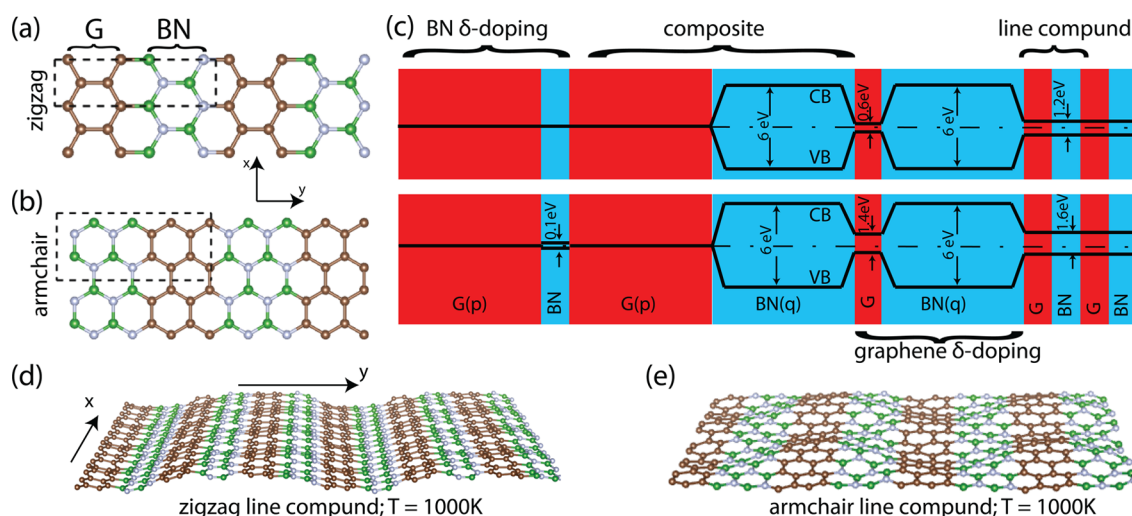 (a)
G
BN
zigzag
x
y
(b)
armchair
(c)
BN δ-doping
composite
line compund
CB
6 eV
VB
0.6eV
6 eV
1.2eV
0.1eV
CB
6 eV
VB
1.4eV
6 eV
1.6eV
G(p)
BN
G(p)
BN(q)
G
BN(q)
G
BN
G
BN
graphene δ-doping
(d)
y
x
zigzag line compund; T = 1000K
(e)
armchair line compund; T = 1000K